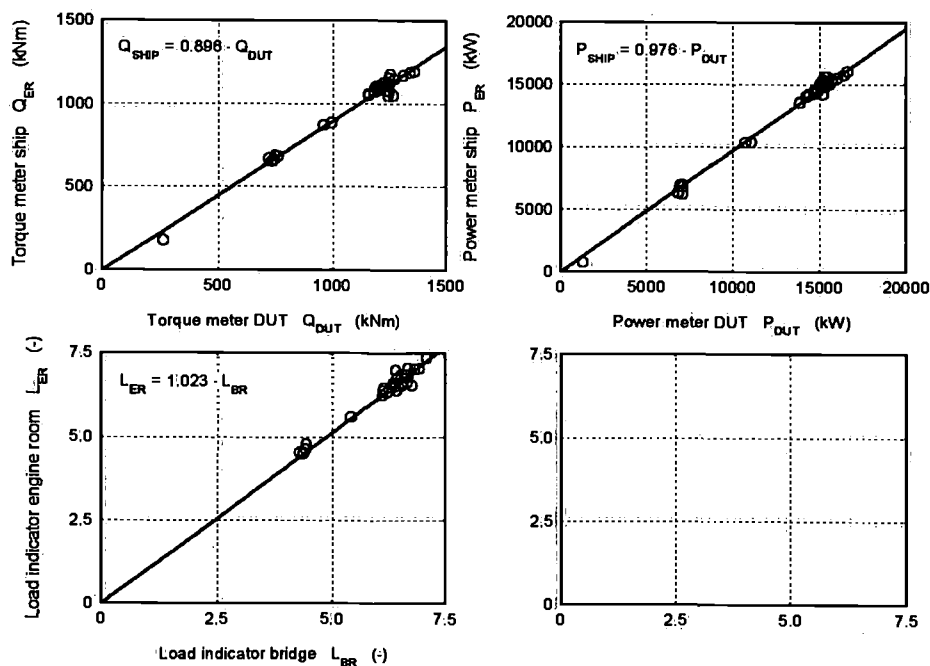 1500
1000
500
0
Torque meter ship Q_ER (kNm)
Q_SHIP = 0.896 · Q_DUT
0 500 1000 1500
Torque meter DUT Q_DUT (kNm)
20000
15000
10000
5000
0
Power meter ship P_ER (kW)
P_SHIP = 0.976 · P_DUT
0 5000 10000 15000 20000
Power meter DUT P_DUT (kW)
7.5
5.0
2.5
0
Load indicator engine room L_ER (-)
L_ER = 1.023 · L_BR
0 2.5 5.0 7.5
Load indicator bridge L_BR (-)
7.5
5.0
2.5
0
0 2.5 5.0 7.5